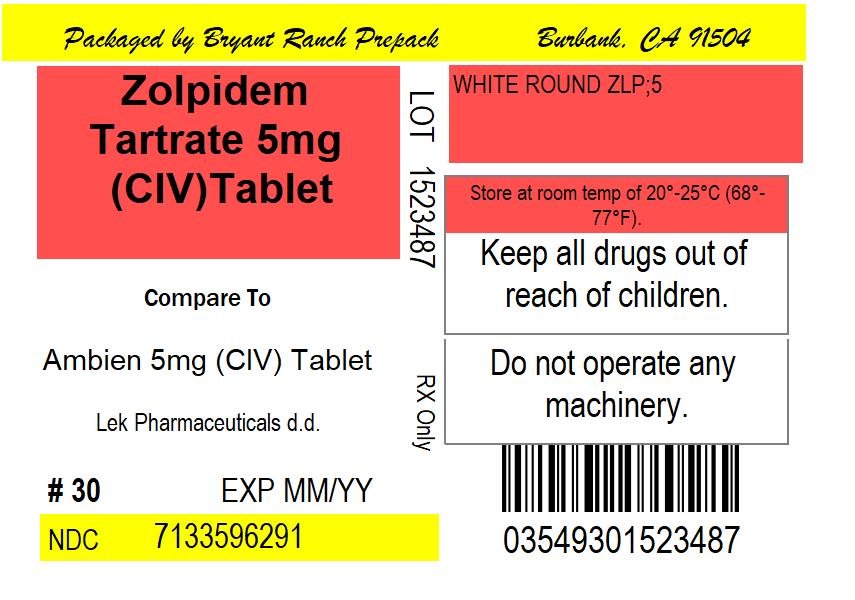 Packaged by Bryant Ranch Prepack Burbank, CA 91504
Zolpidem
Tartrate 5mg
(CIV)Tablet
Compare To
Ambien 5mg (CIV) Tablet
Lek Pharmaceuticals d.d.
# 30 EXP MM/YY
NDC 7133596291
LOT 1523487
RX Only
WHITE ROUND ZLP;5
Store at room temp of 20°-25°C (68°-
77°F).
Keep all drugs out of
reach of children.
Do not operate any
machinery.
03549301523487